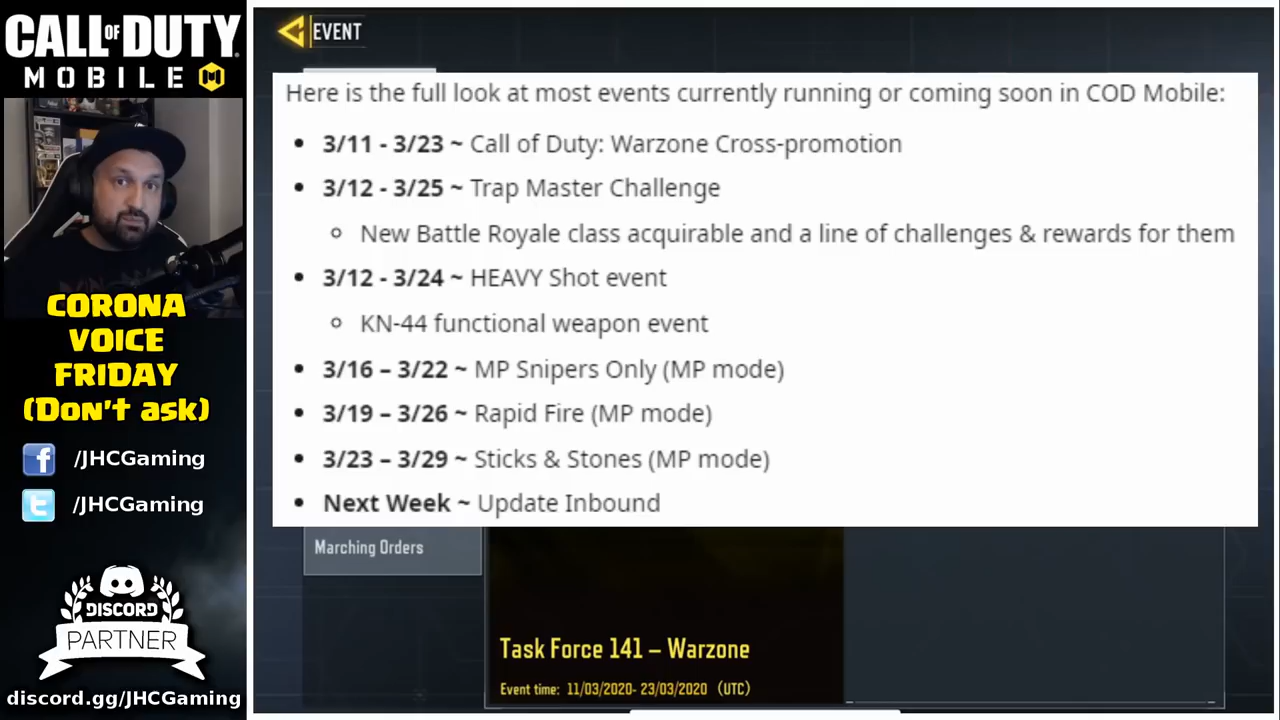 CALL OF DUTY
MOBILE
CORONA
VOICE
FRIDAY
(Don't ask)
/JHCGaming
/JHCGaming
DISCORD
PARTNER
discord.gg/JHCGaming
EVENT
Here is the full look at most events currently running or coming soon in COD Mobile:
• 3/11 - 3/23 ~ Call of Duty: Warzone Cross-promotion
• 3/12 - 3/25 ~ Trap Master Challenge
○ New Battle Royale class acquirable and a line of challenges & rewards for them
• 3/12 - 3/24 ~ HEAVY Shot event
○ KN-44 functional weapon event
• 3/16 – 3/22 ~ MP Snipers Only (MP mode)
• 3/19 – 3/26 ~ Rapid Fire (MP mode)
• 3/23 – 3/29 ~ Sticks & Stones (MP mode)
• Next Week ~ Update Inbound
Marching Orders
Task Force 141 – Warzone
Event time: 11/03/2020- 23/03/2020 (UTC)